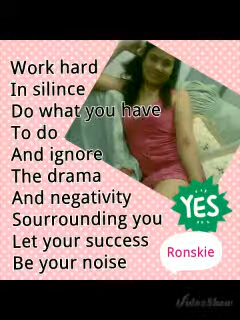 Work hard
In silince
Do what you have
To do
And ignore
The drama
And negativity
Sourrounding you
Let your success
Be your noise
YES
Ronskie